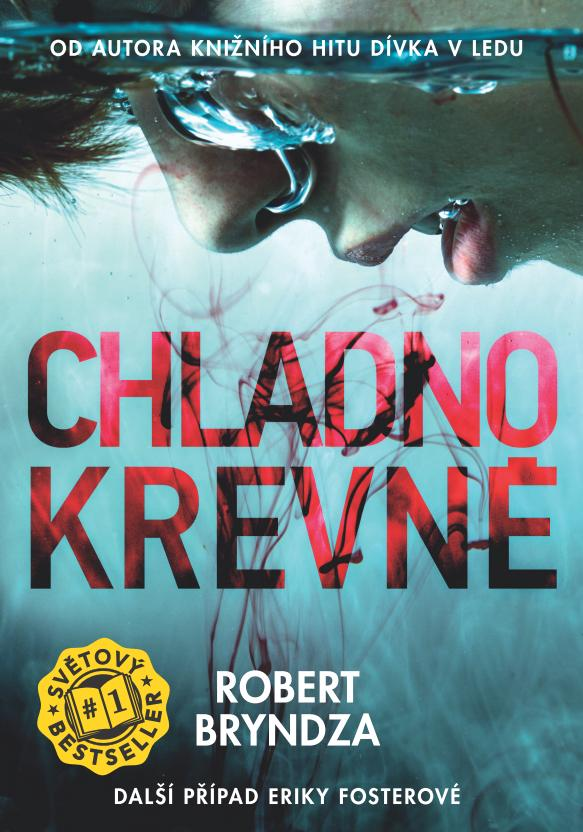 OD AUTORA KNIŽNÍHO HITU DÍVKA V LEDU
CHLADNO
KREVNĚ
SVĚTOVÝ
#1
BESTSELLER
ROBERT
BRYNDZA
DALŠÍ PŘÍPAD ERIKY FOSTEROVÉ